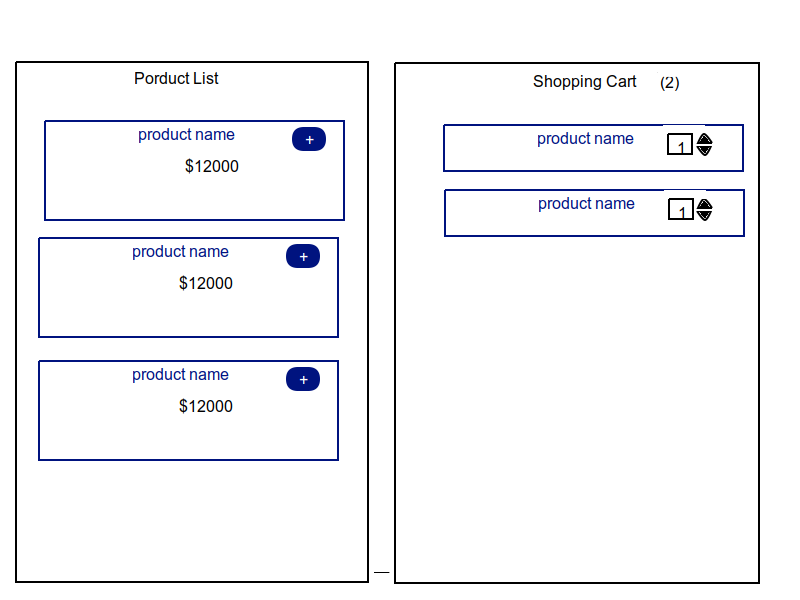 Porduct List
product name +
$12000
product name +
$12000
product name +
$12000
Shopping Cart (2)
product name 1
product name 1